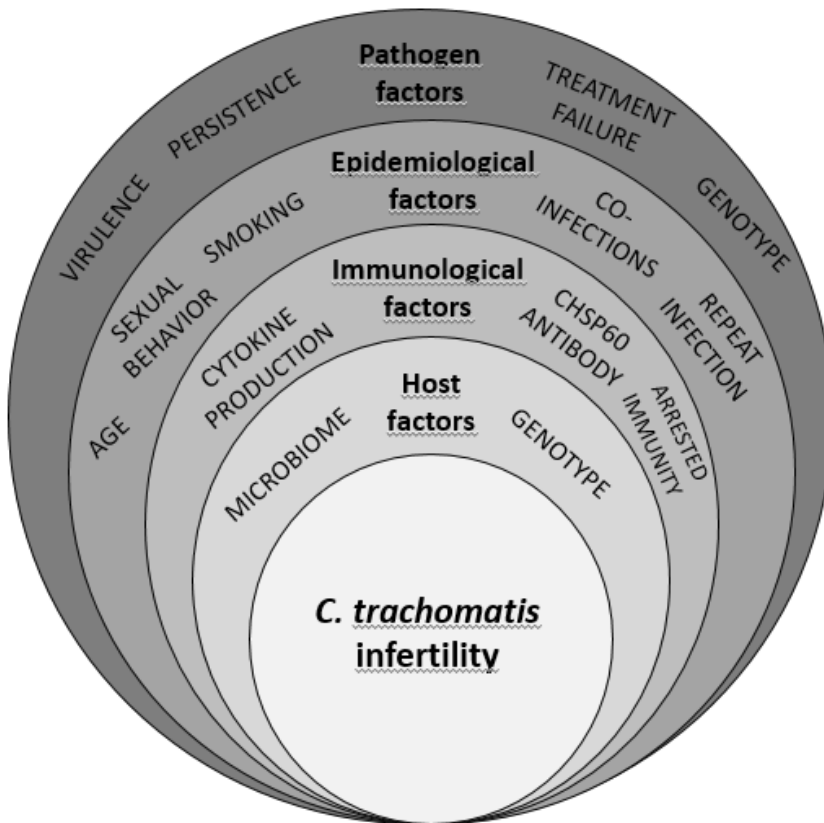 Pathogen
factors
PERSISTENCE
TREATMENT
FAILURE
VIRULENCE
GENOTYPE
Epidemiological
factors
SMOKING
CO-
INFECTIONS
SEXUAL
BEHAVIOR
REPEAT
INFECTION
AGE
Immunological
factors
CYTOKINE
PRODUCTION
CHSP60
ANTIBODY
ARRESTED
IMMUNITY
Host
factors
MICROBIOME
GENOTYPE
C. trachomatis
infertility